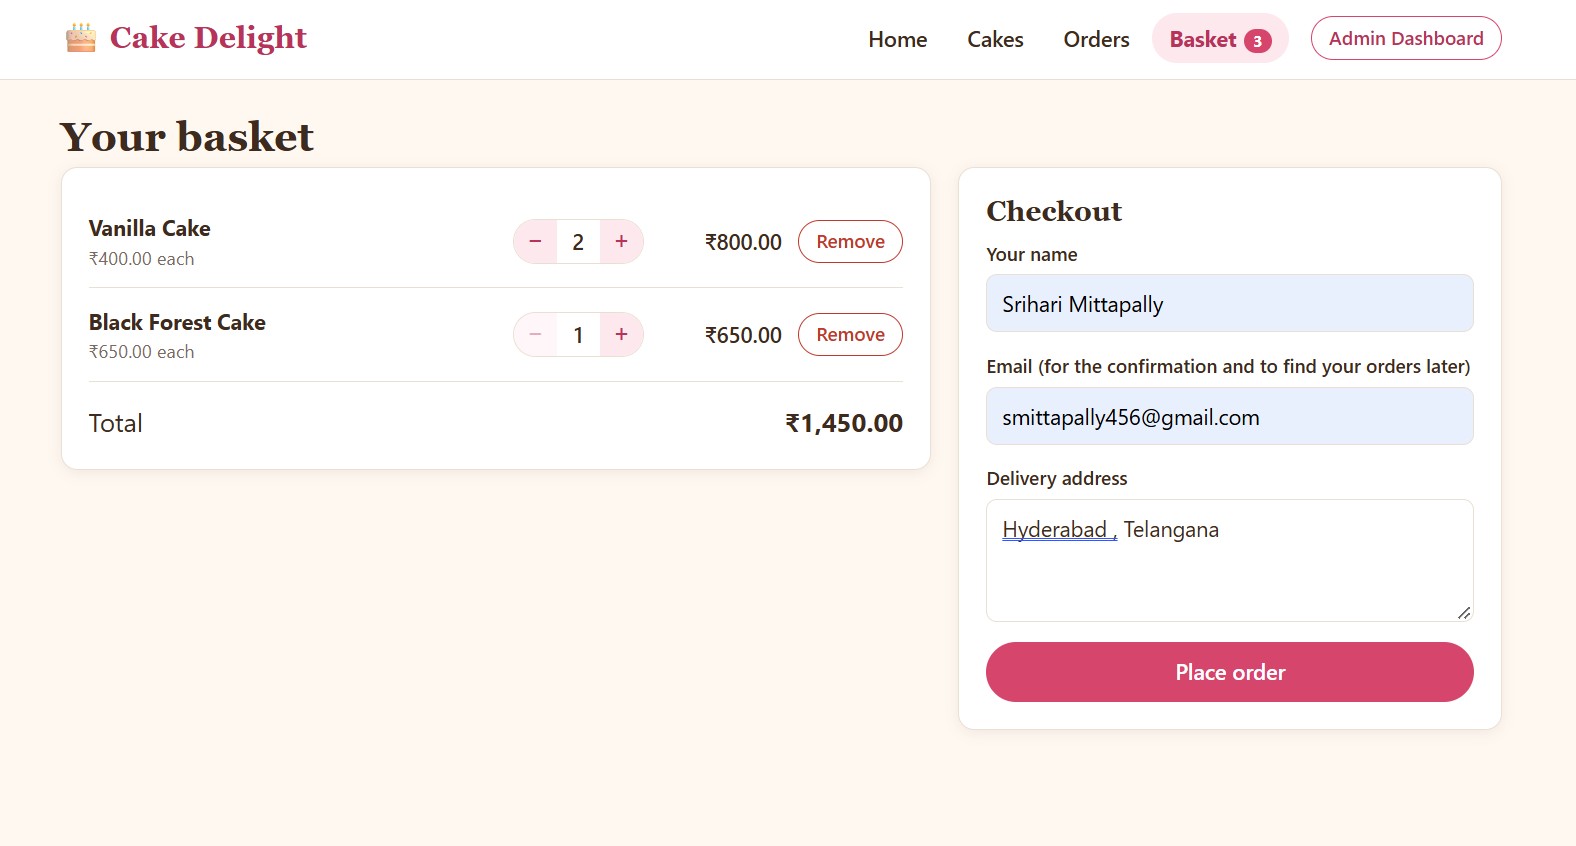 Cake Delight
Home
Cakes
Orders
Basket 3
Admin Dashboard
Your basket
Vanilla Cake
₹400.00 each
− 2 +
₹800.00
Remove
Black Forest Cake
₹650.00 each
− 1 +
₹650.00
Remove
Total
₹1,450.00
Checkout
Your name
Srihari Mittapally
Email (for the confirmation and to find your orders later)
smittapally456@gmail.com
Delivery address
Hyderabad , Telangana
Place order